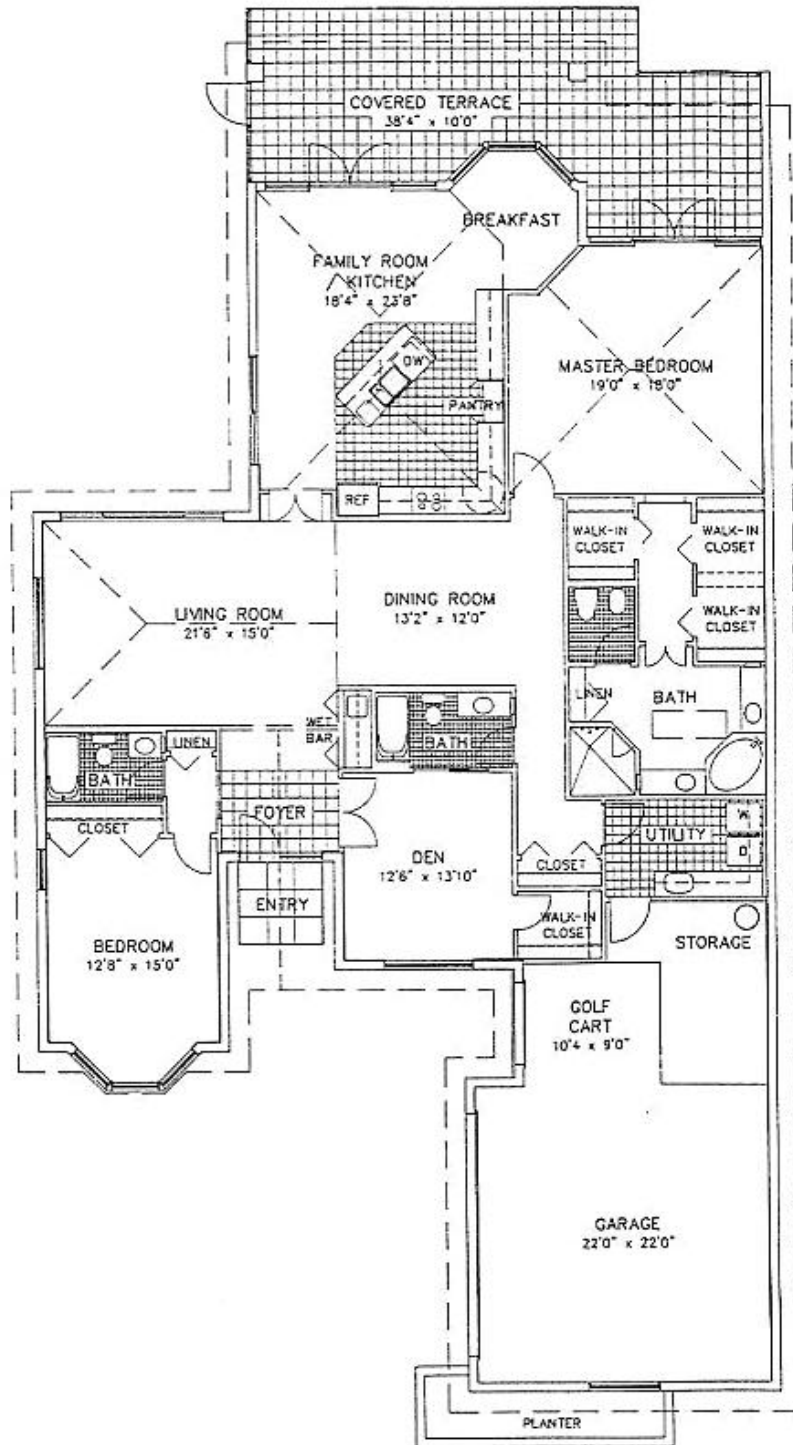 COVERED TERRACE
38'4" x 10'0"
BREAKFAST
FAMILY ROOM
KITCHEN
18'4" x 23'8"
DW
MASTER BEDROOM
19'0" x 18'0"
PANTRY
REF
WALK-IN
CLOSET
WALK-IN
CLOSET
DINING ROOM
13'2" x 12'0"
LIVING ROOM
21'6" x 15'0"
WALK-IN
CLOSET
LINEN
BATH
WET
BAR
BATH
LINEN
BATH
FOYER
CLOSET
W
UTILITY
D
DEN
12'6" x 13'10"
CLOSET
ENTRY
WALK-IN
CLOSET
BEDROOM
12'8" x 15'0"
STORAGE
GOLF
CART
10'4 x 9'0"
GARAGE
22'0" x 22'0"
PLANTER